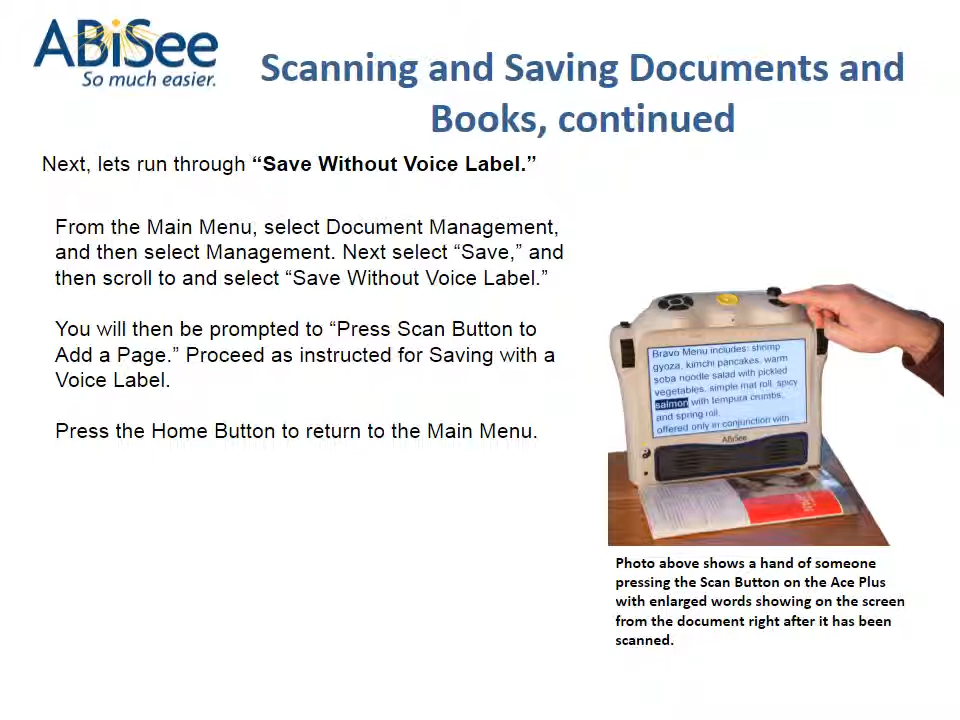 ABiSee
So much easier.
Scanning and Saving Documents and
Books, continued
Next, lets run through “Save Without Voice Label.”
From the Main Menu, select Document Management,
and then select Management. Next select “Save,” and
then scroll to and select “Save Without Voice Label.”
You will then be prompted to “Press Scan Button to
Add a Page.” Proceed as instructed for Saving with a
Voice Label.
Press the Home Button to return to the Main Menu.
Bravo Menu includes: shrimp
gyoza, kimchi pancakes, warm
soba noodle salad with pickled
vegetables, simple mat roll, spicy
salmon with tempura crumbs,
and spring roll.
offered only in conjunction with
ABiSee
Photo above shows a hand of someone
pressing the Scan Button on the Ace Plus
with enlarged words showing on the screen
from the document right after it has been
scanned.